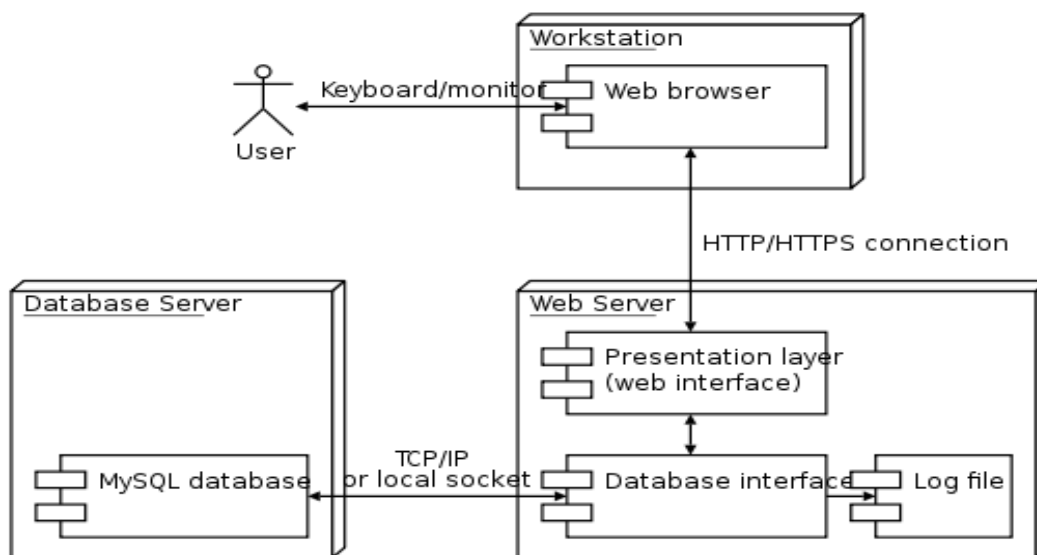 Workstation
Keyboard/monitor
Web browser
User
HTTP/HTTPS connection
Database Server
Web Server
Presentation layer
(web interface)
TCP/IP
or local socket
MySQL database
Database interface
Log file